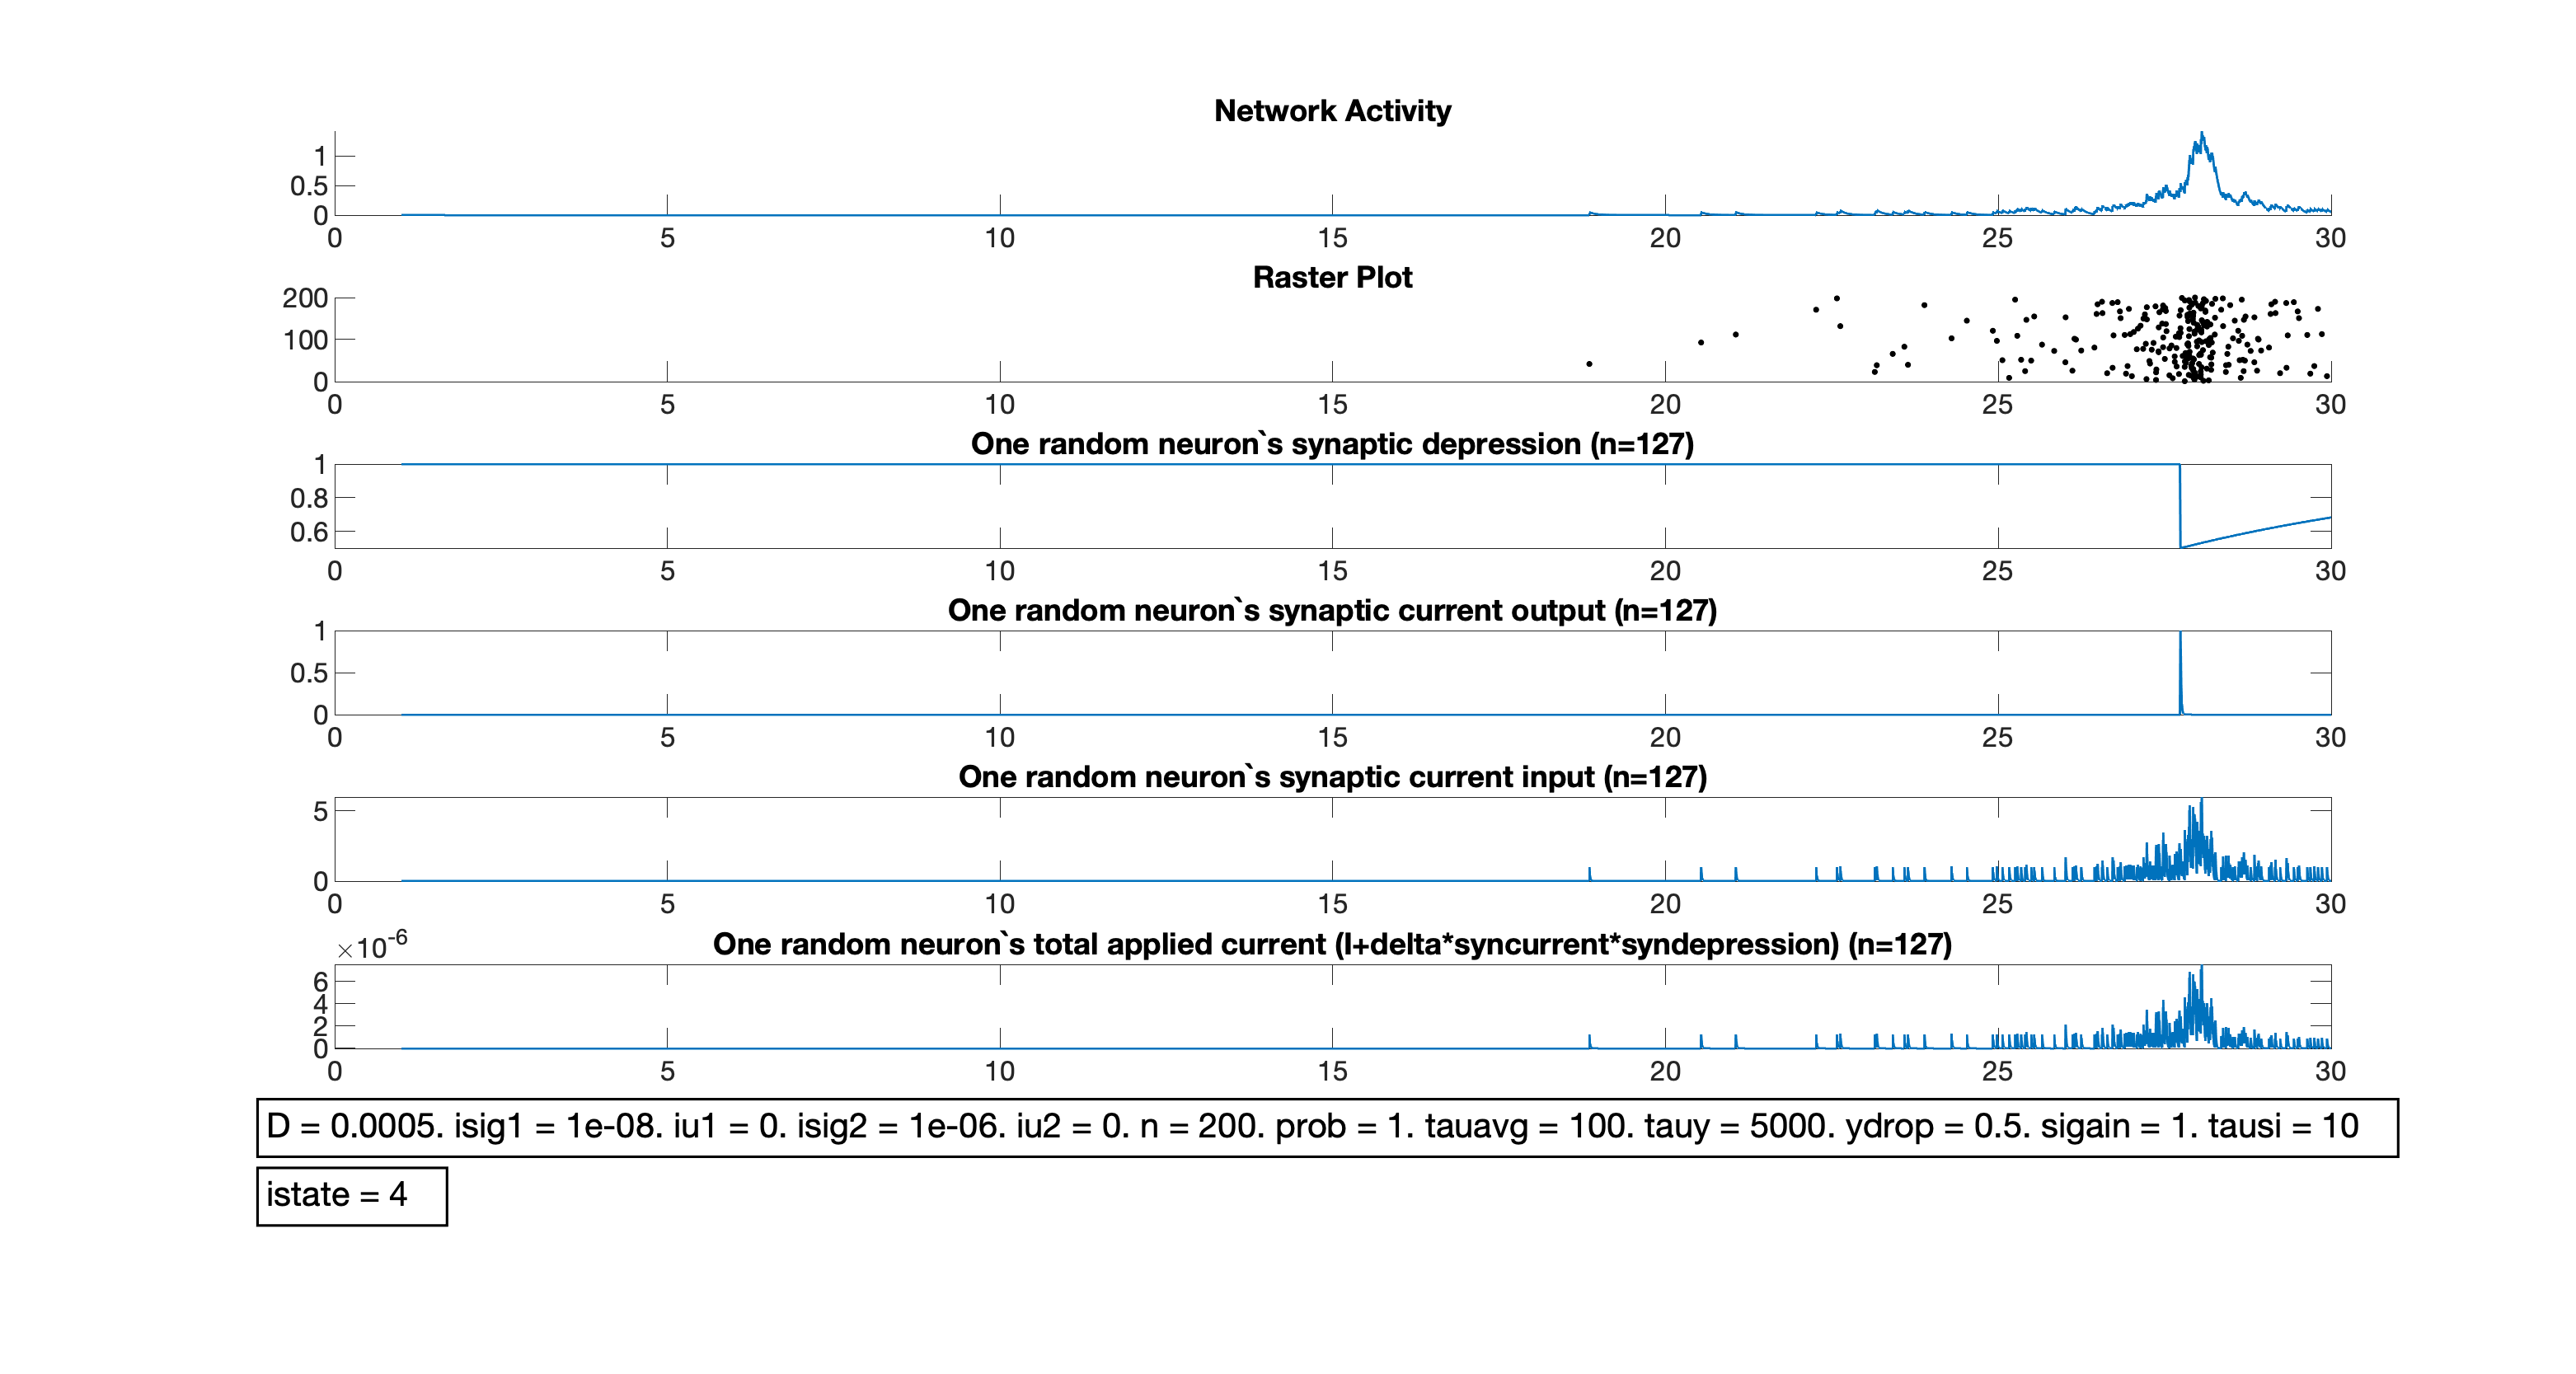 Network Activity
1
0.5
0
0 5 10 15 20 25 30
Raster Plot
200
100
0
0 5 10 15 20 25 30
One random neuron`s synaptic depression (n=127)
1
0.8
0.6
0 5 10 15 20 25 30
One random neuron`s synaptic current output (n=127)
1
0.5
0
0 5 10 15 20 25 30
One random neuron`s synaptic current input (n=127)
5
0
0 5 10 15 20 25 30
×10-6
One random neuron`s total applied current (I+delta*syncurrent*syndepression) (n=127)
6
4
2
0
0 5 10 15 20 25 30
D = 0.0005. isig1 = 1e-08. iu1 = 0. isig2 = 1e-06. iu2 = 0. n = 200. prob = 1. tauavg = 100. tauy = 5000. ydrop = 0.5. sigain = 1. tausi = 10
istate = 4